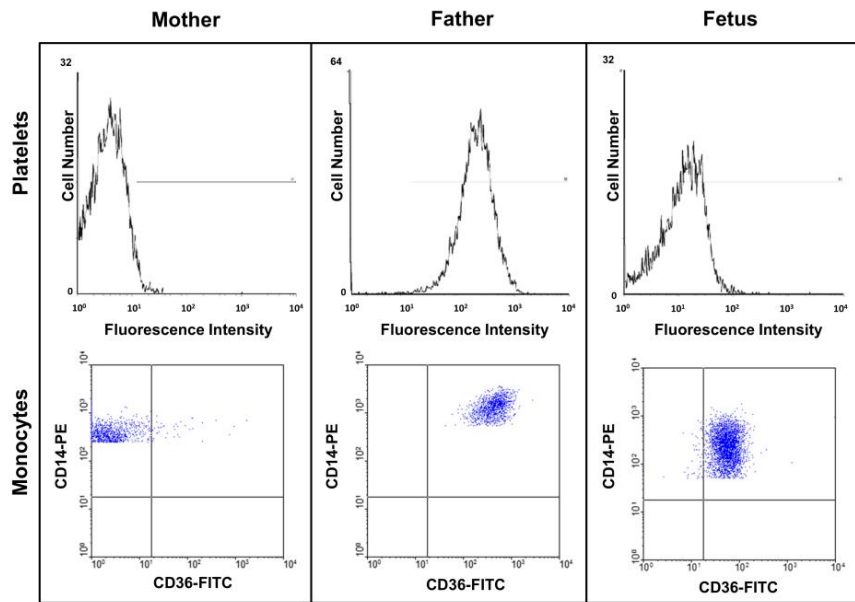 Mother Father Fetus
Platelets
32
Cell Number
0
10⁰ 10¹ 10² 10³ 10⁴
Fluorescence Intensity
64
Cell Number
0
10⁰ 10² 10³ 10⁴
Fluorescence Intensity
32
Cell Number
0
10⁰ 10¹ 10² 10³ 10⁴
Fluorescence Intensity
Monocytes
CD14-PE
10⁴
10³
10²
10¹
10⁰
10⁰ 10¹ 10² 10³ 10⁴
CD36-FITC
CD14-PE
10⁴
10³
10²
10¹
10⁰
10⁰ 10¹ 10² 10³ 10⁴
CD36-FITC
CD14-PE
10⁴
10³
10²
10¹
10⁰
10⁰ 10¹ 10² 10³ 10⁴
CD36-FITC